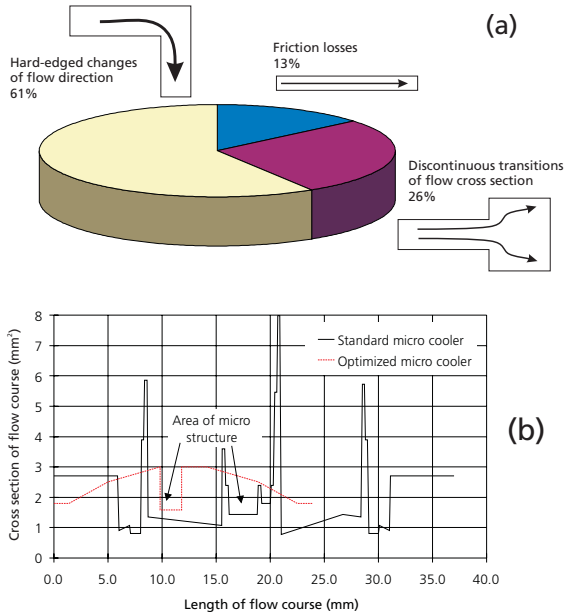 (a)
Hard-edged changes
of flow direction
61%
Friction losses
13%
Discontinuous transitions
of flow cross section
26%
Cross section of flow course (mm²)
8
7
6
5
4
3
2
1
0
Standard micro cooler
Optimized micro cooler
Area of micro
structure
(b)
0.0 5.0 10.0 15.0 20.0 25.0 30.0 35.0 40.0
Length of flow course (mm)